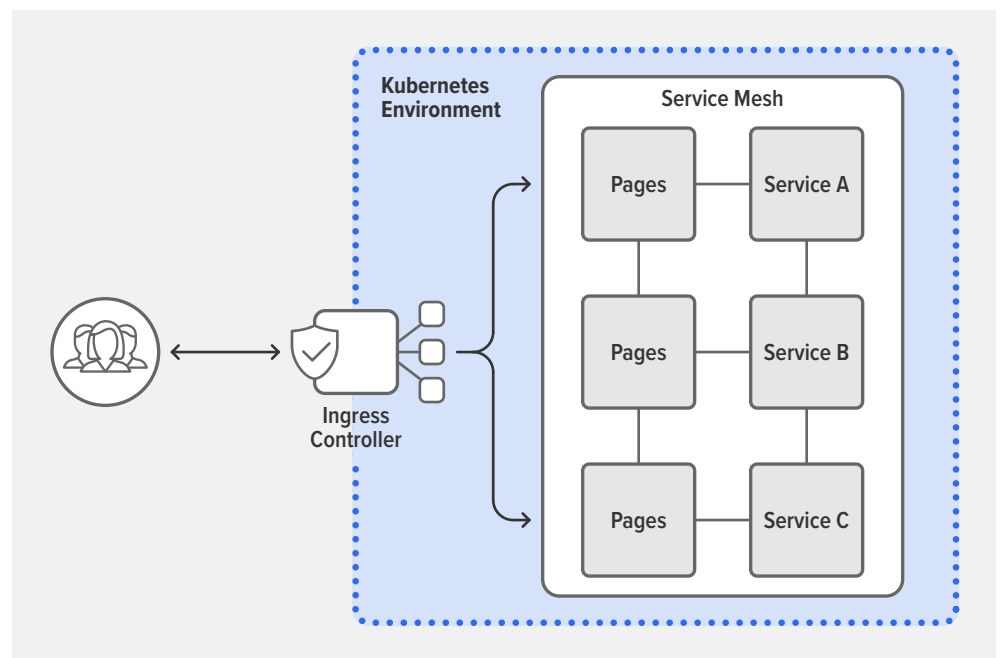 Kubernetes
Environment
Service Mesh
Pages
Service A
Pages
Service B
Ingress
Controller
Pages
Service C